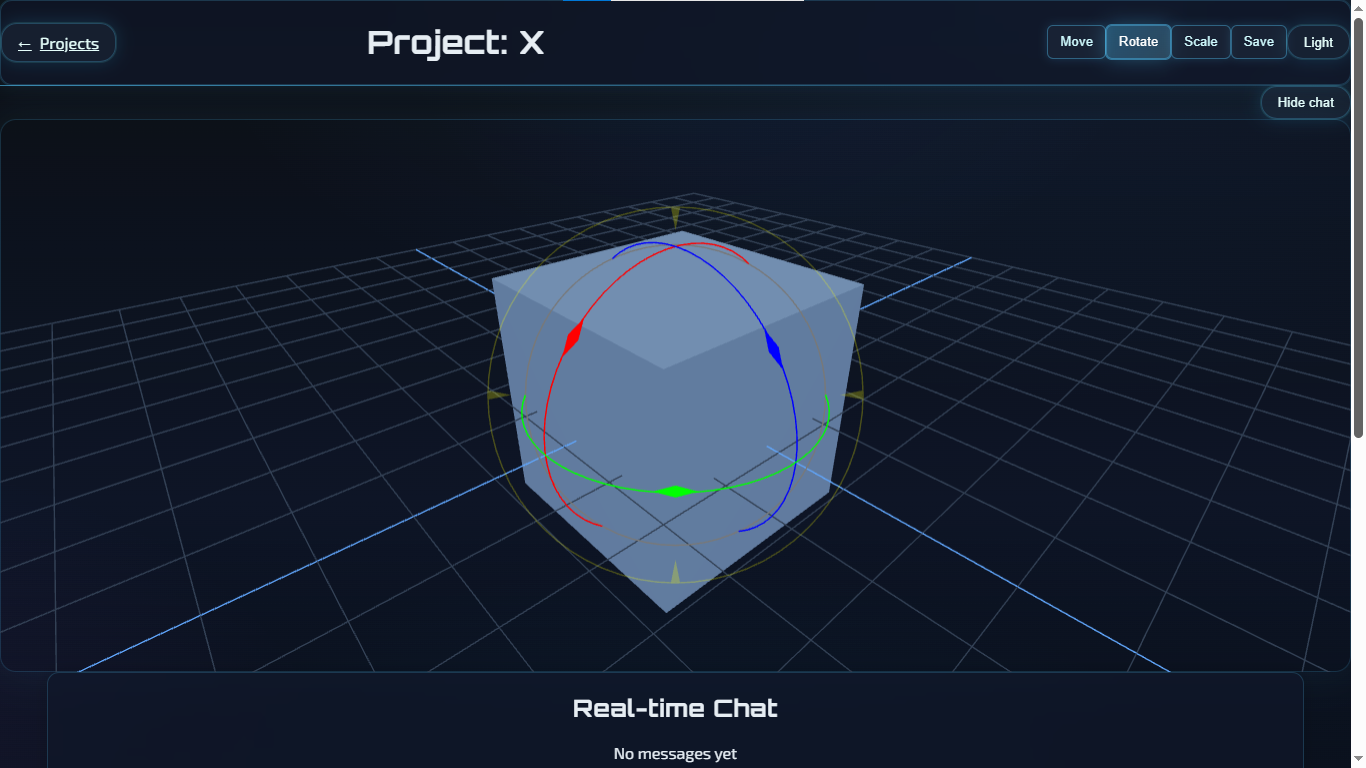 ← Projects
Project: X
Move Rotate Scale Save Light
Hide chat
Real-time Chat
No messages yet